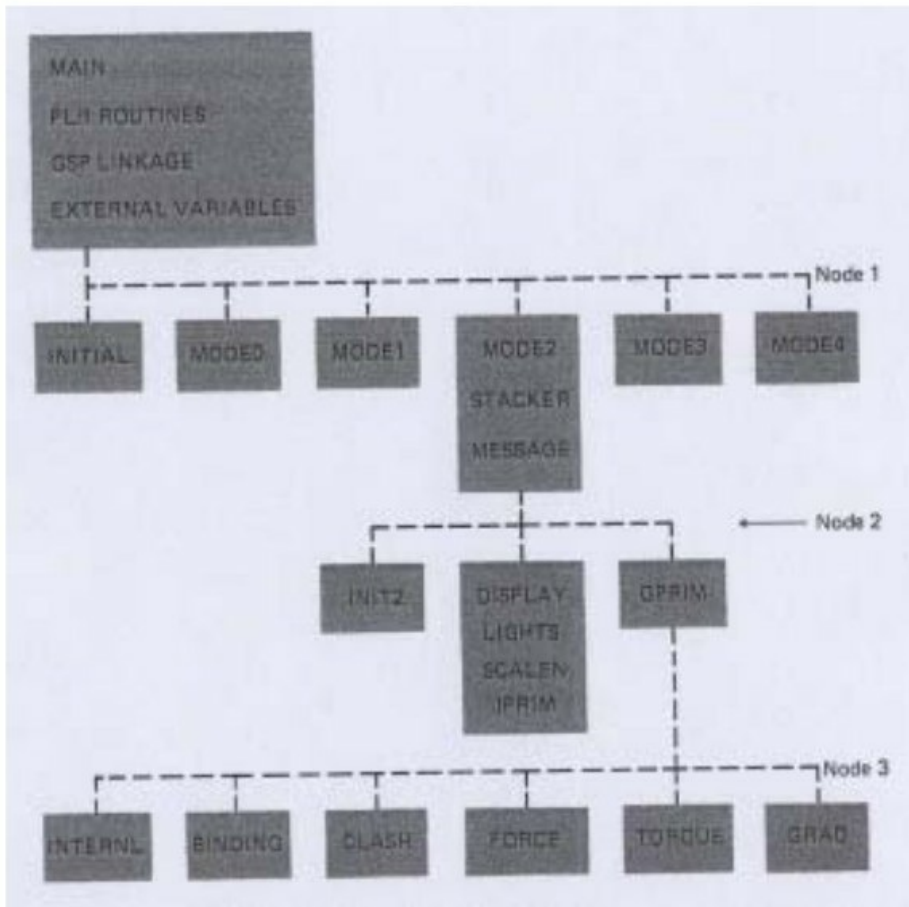 MAIN
PL/1 ROUTINES
GSP LINKAGE
EXTERNAL VARIABLES
Node 1
INITIAL
MODE0
MODE1
MODE2
STACKER
MESSAGE
MODE3
MODE4
Node 2
INIT2
DISPLAY
LIGHTS
SCALEN
IPRIM
GPRIM
Node 3
INTERNL
BINDING
CLASH
FORCE
TORQUE
GRAD